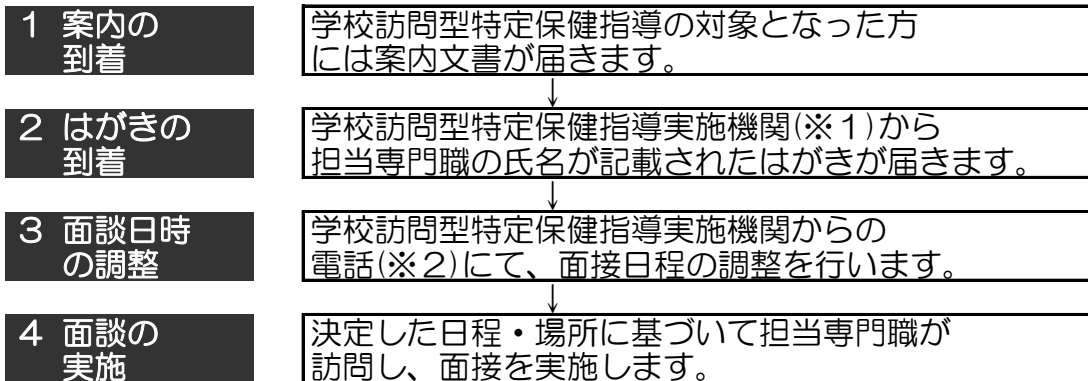 1 案内の
到着
学校訪問型特定保健指導の対象となった方
には案内文書が届きます。
↓
2 はがきの
到着
学校訪問型特定保健指導実施機関(※1)から
担当専門職の氏名が記載されたはがきが届きます。
↓
3 面談日時
の調整
学校訪問型特定保健指導実施機関からの
電話(※2)にて、面接日程の調整を行います。
↓
4 面談の
実施
決定した日程・場所に基づいて担当専門職が
訪問し、面接を実施します。